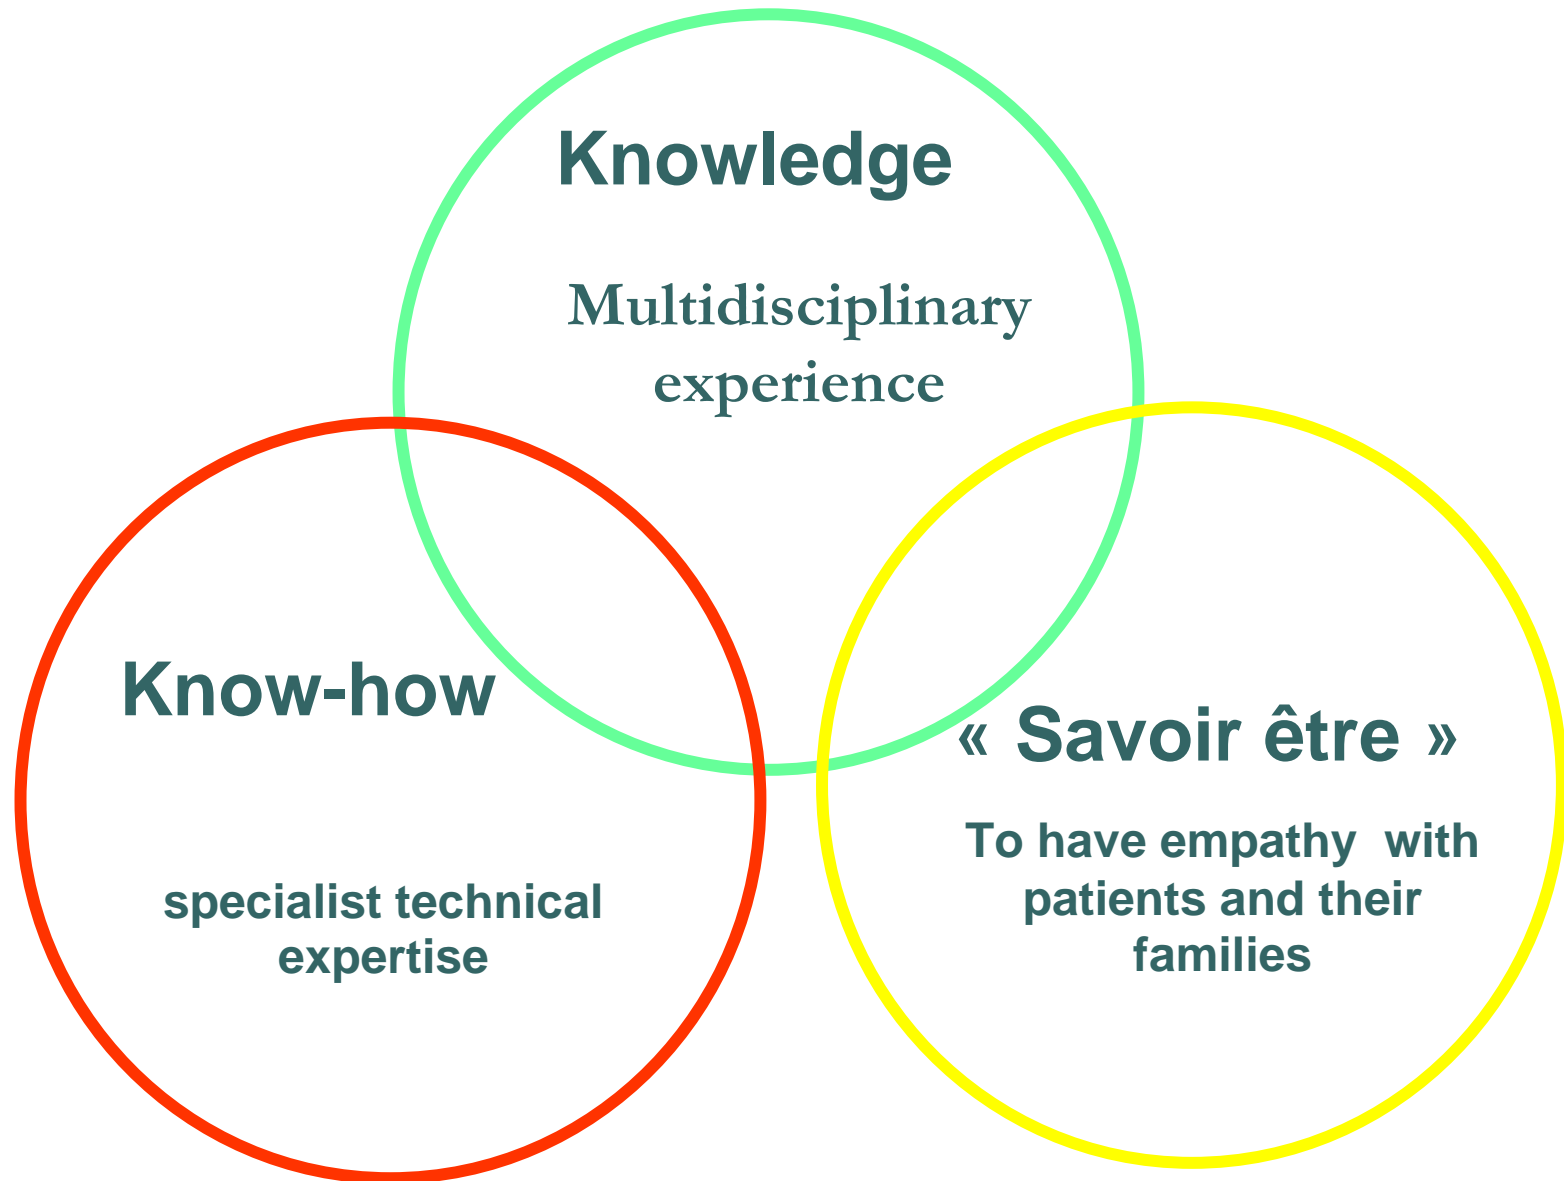 Knowledge
Multidisciplinary
experience
Know-how
specialist technical
expertise
« Savoir être »
To have empathy  with
patients and their
families